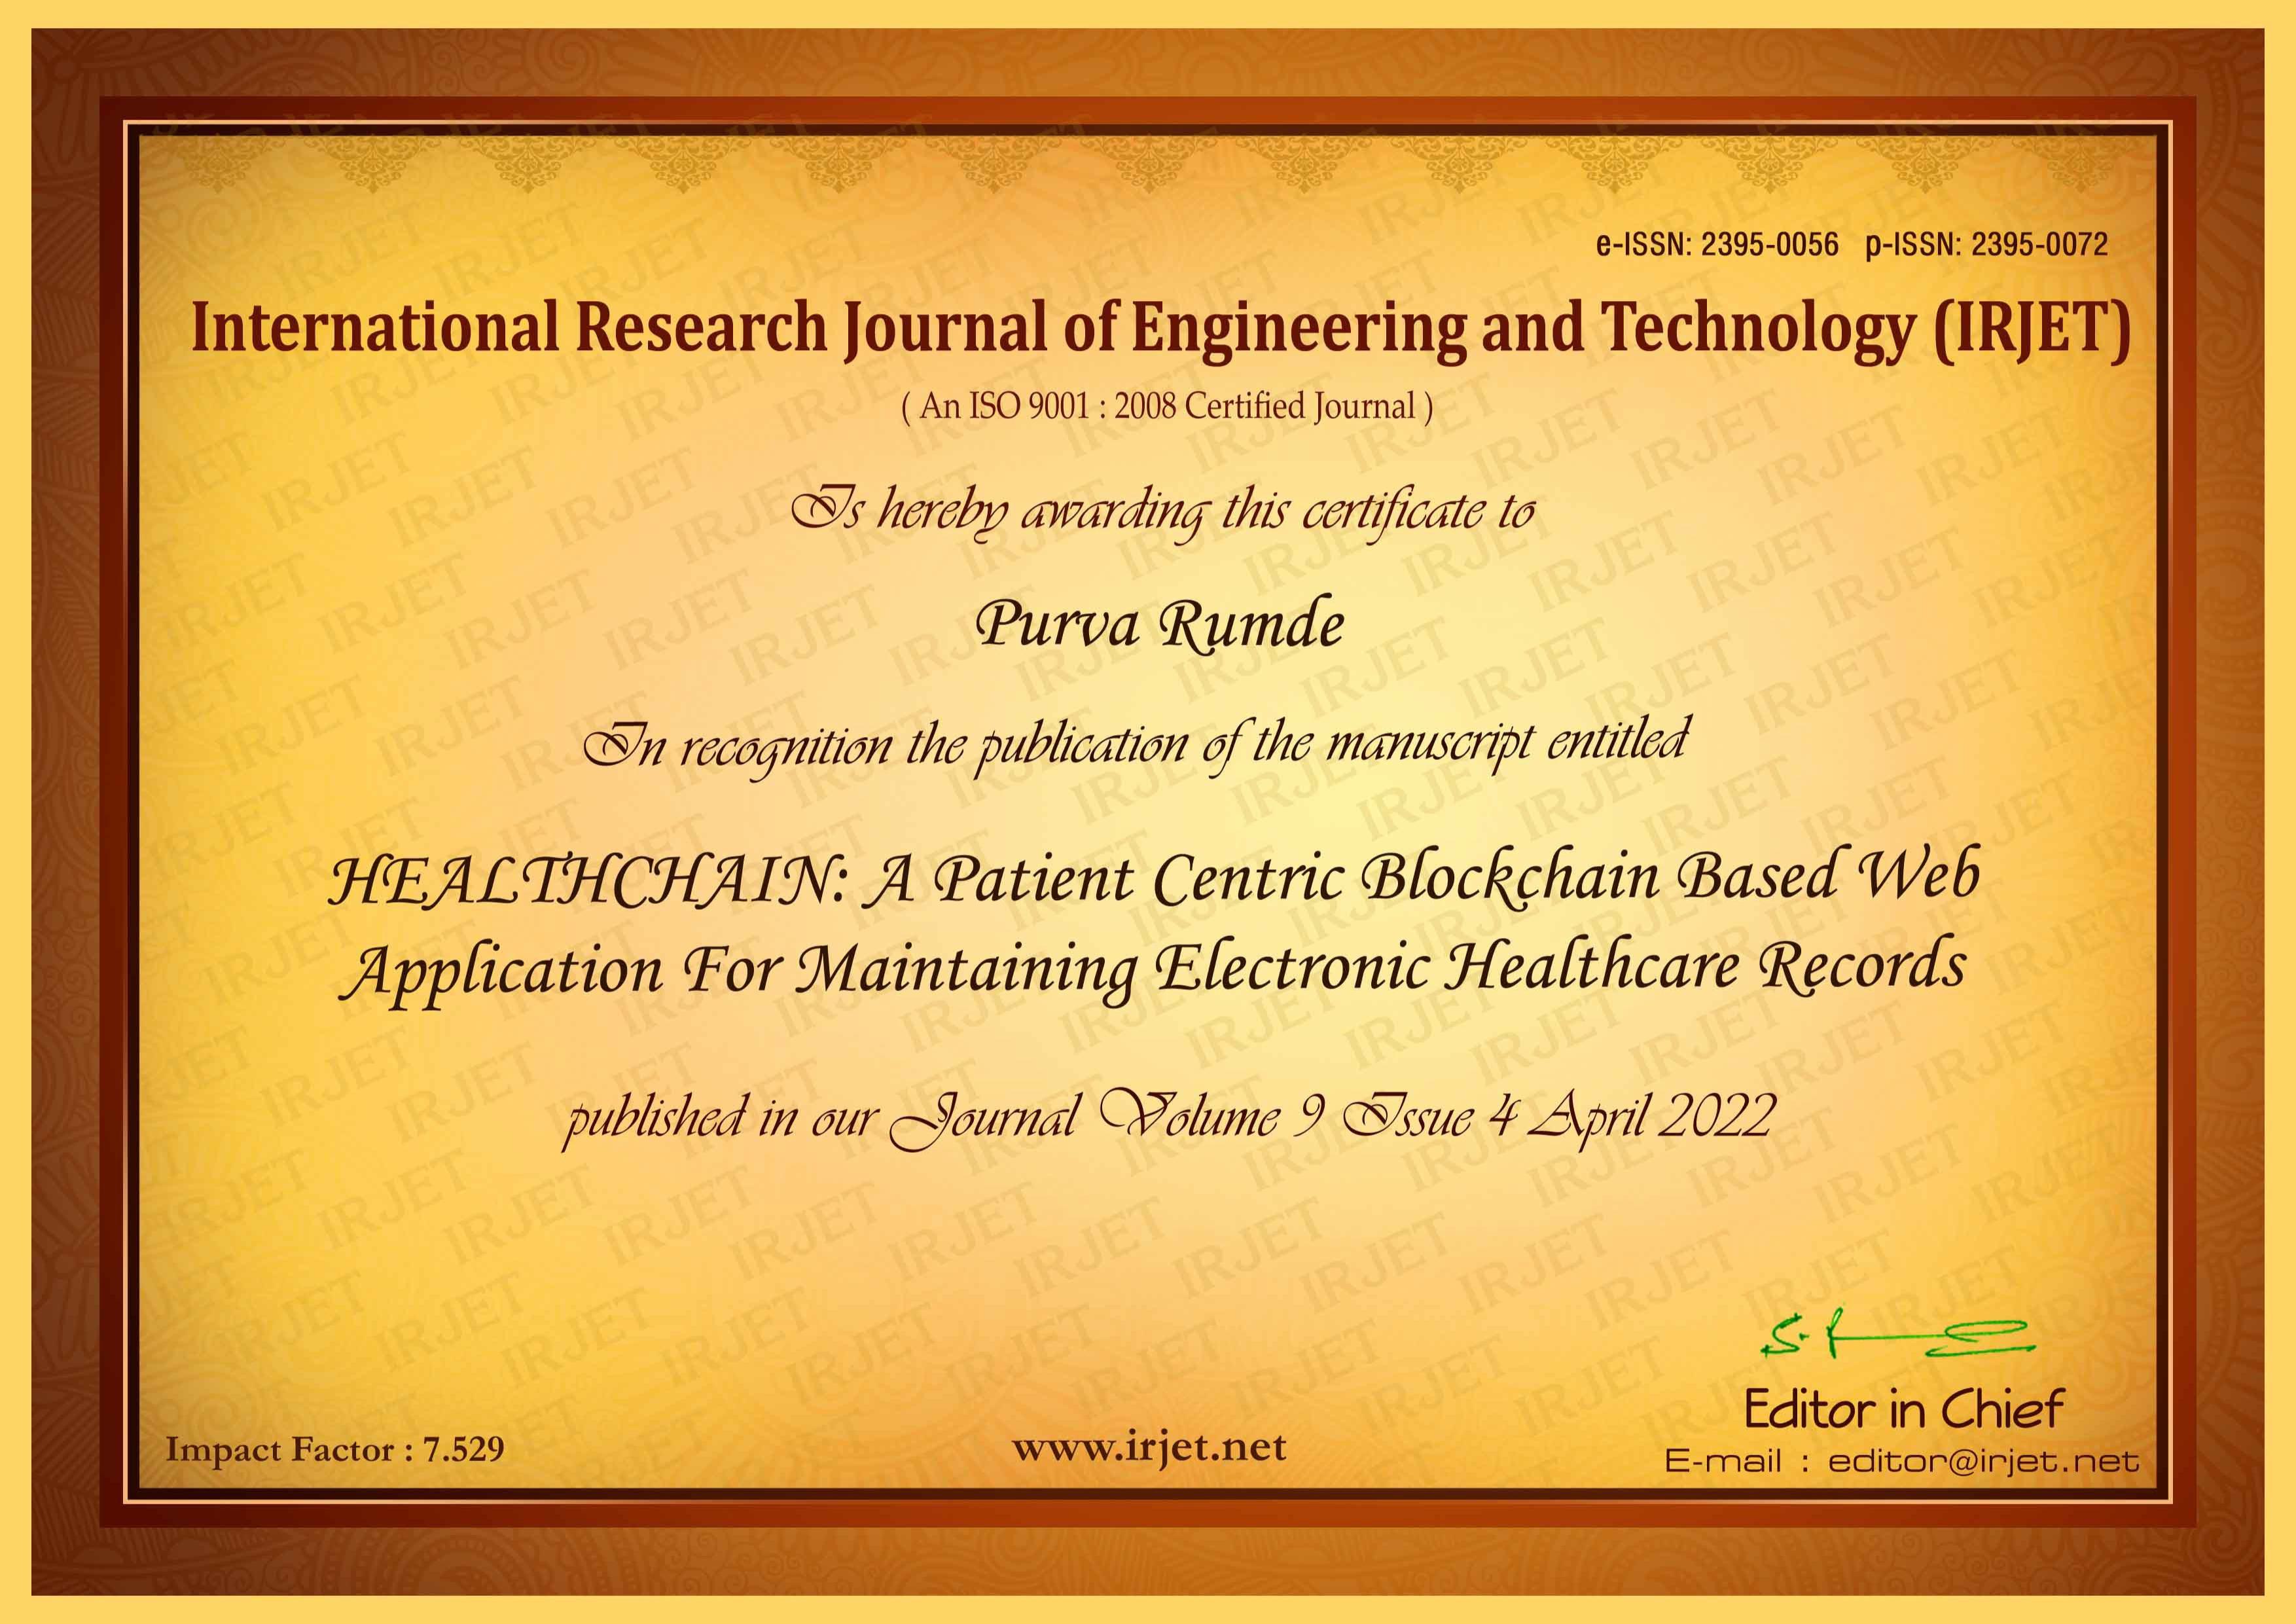 e-ISSN: 2395-0056 p-ISSN: 2395-0072
International Research Journal of Engineering and Technology (IRJET)
( An ISO 9001 : 2008 Certified Journal )
Is hereby awarding this certificate to
Purva Rumde
In recognition the publication of the manuscript entitled
HEALTHCHAIN: A Patient Centric Blockchain Based Web
Application For Maintaining Electronic Healthcare Records
published in our Journal Volume 9 Issue 4 April 2022
Editor in Chief
Impact Factor : 7.529
www.irjet.net
E-mail : editor@irjet.net